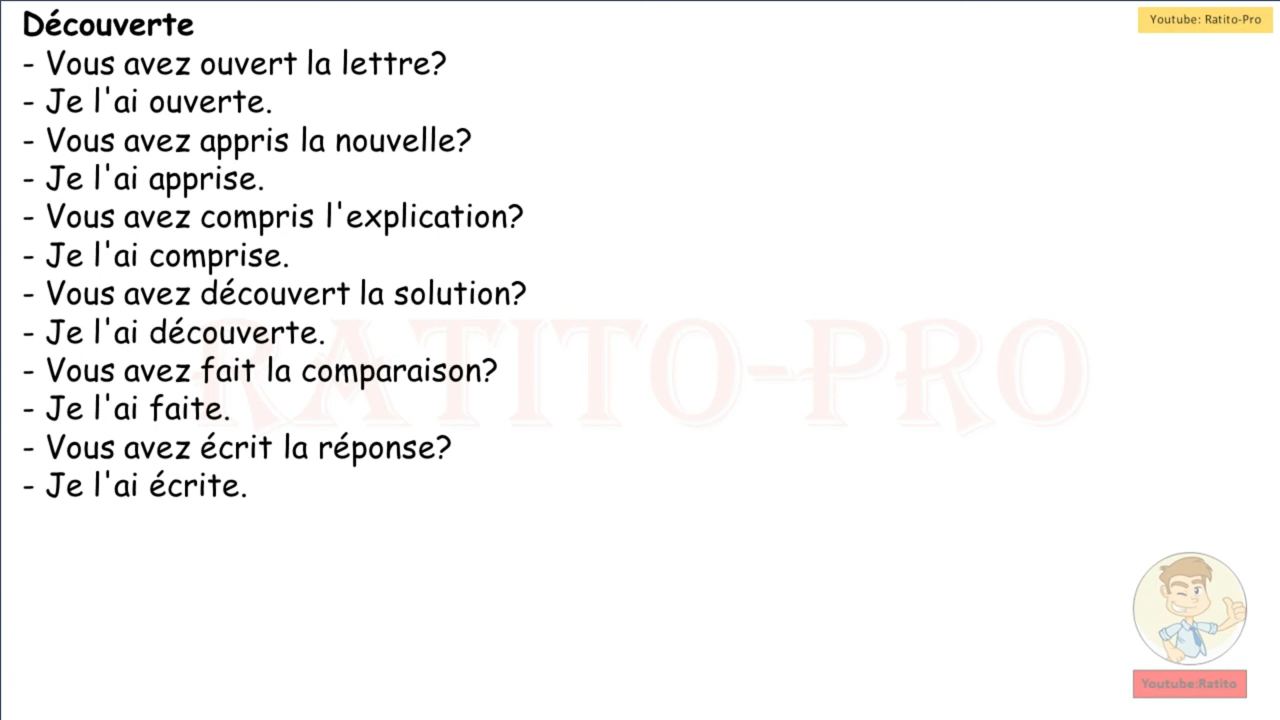 Découverte
Youtube: Ratito-Pro
- Vous avez ouvert la lettre?
- Je l'ai ouverte.
- Vous avez appris la nouvelle?
- Je l'ai apprise.
- Vous avez compris l'explication?
- Je l'ai comprise.
- Vous avez découvert la solution?
- Je l'ai découverte.
- Vous avez fait la comparaison?
- Je l'ai faite.
- Vous avez écrit la réponse?
- Je l'ai écrite.
RATITO-PRO
Youtube:Ratito